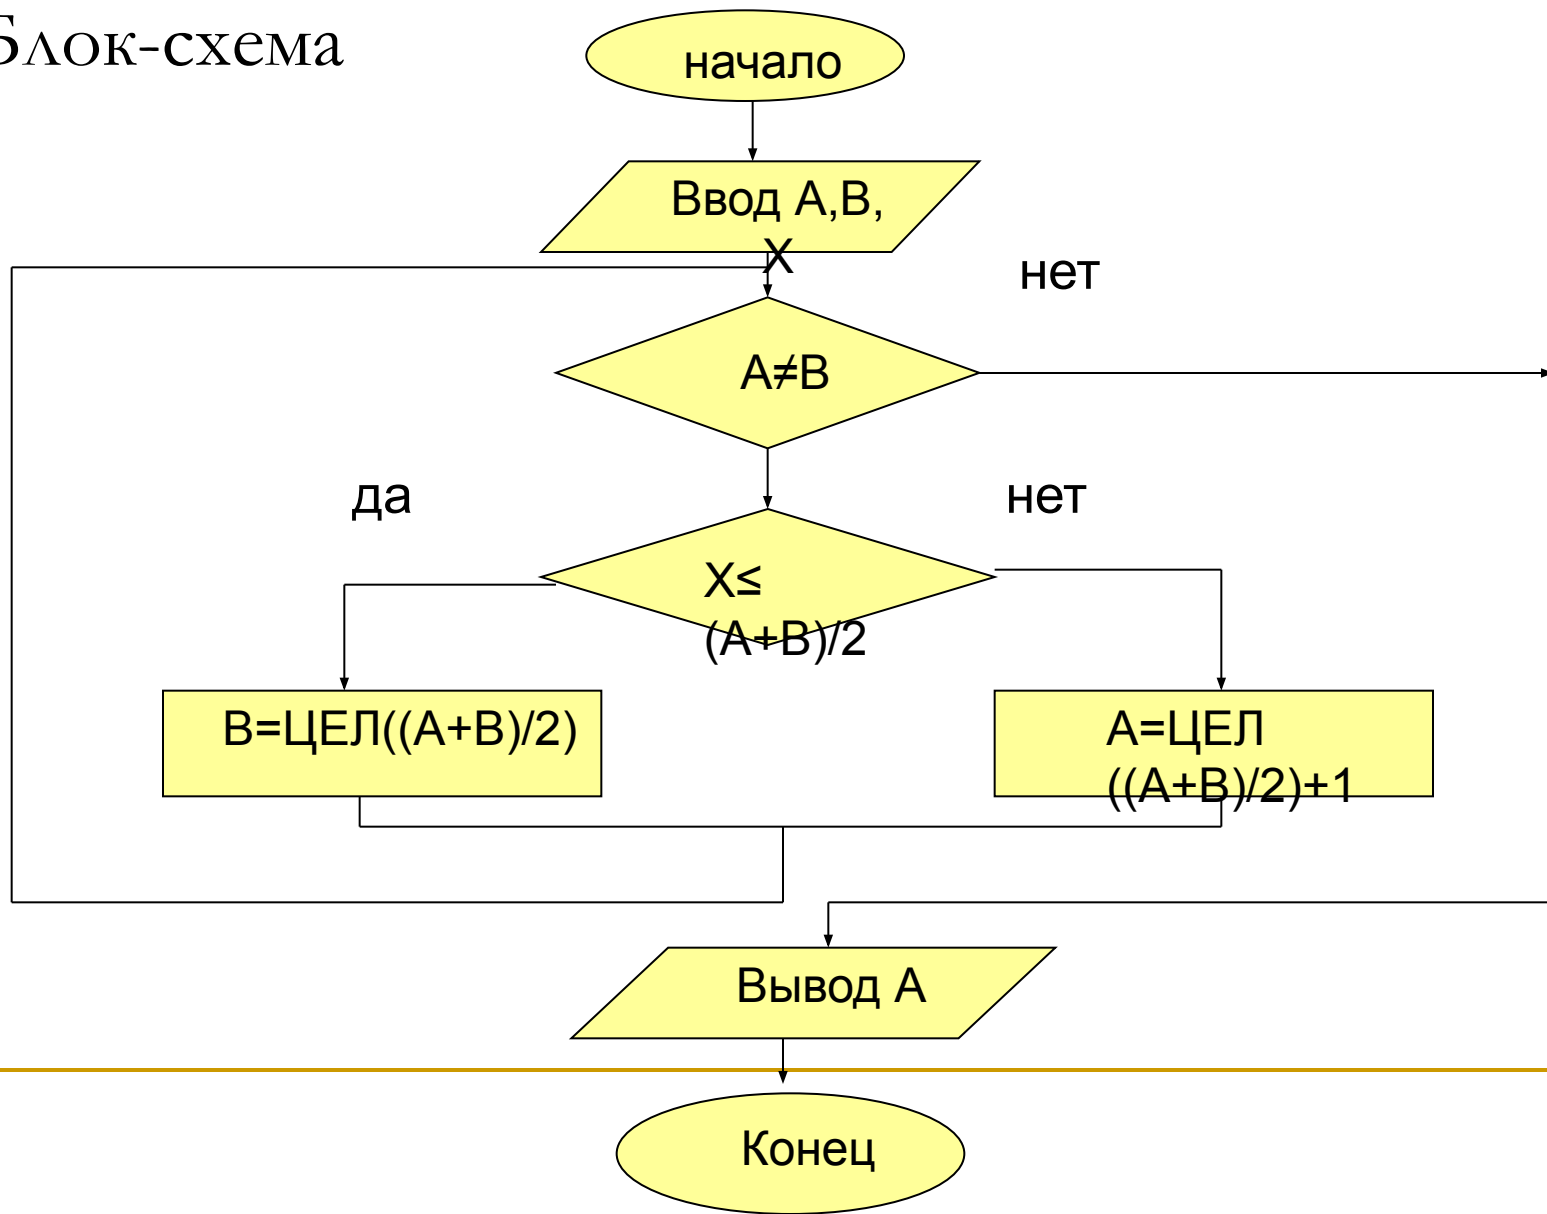 Блок-схема
начало
Ввод А,В,
Х
нет
А≠В
да
нет
Х≤
(А+В)/2
В=ЦЕЛ((А+В)/2)
А=ЦЕЛ
((А+В)/2)+1
Вывод А
Конец